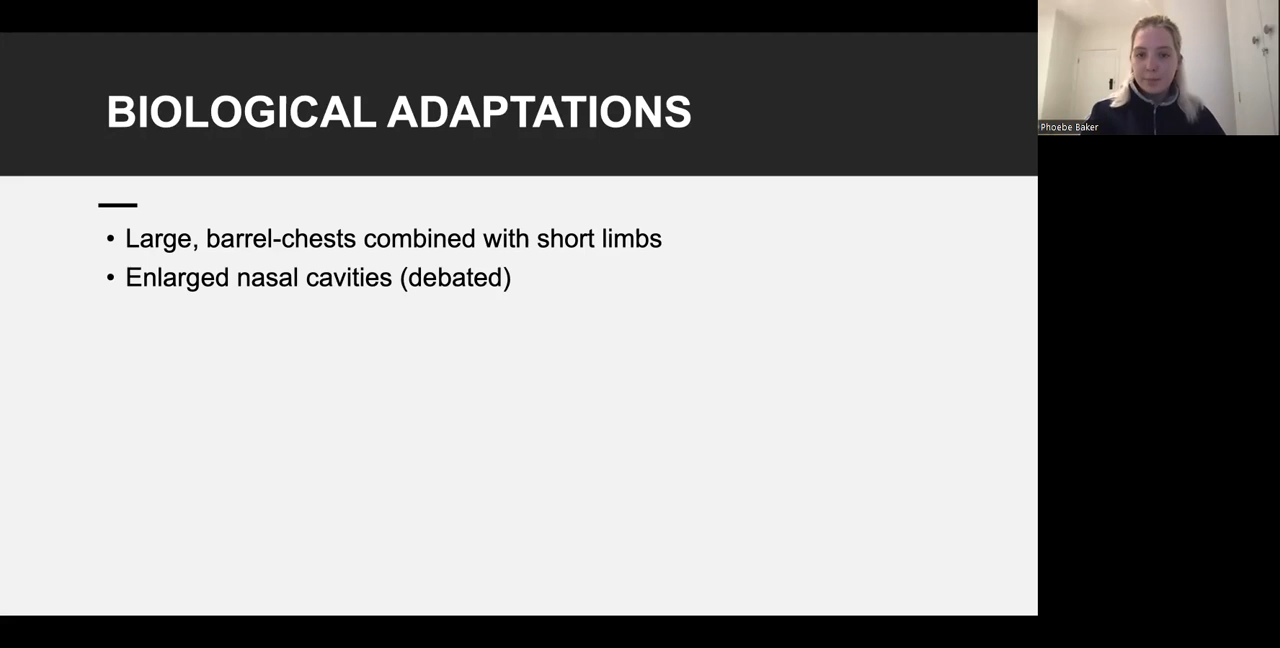 BIOLOGICAL ADAPTATIONS
• Large, barrel-chests combined with short limbs
• Enlarged nasal cavities (debated)
Phoebe Baker